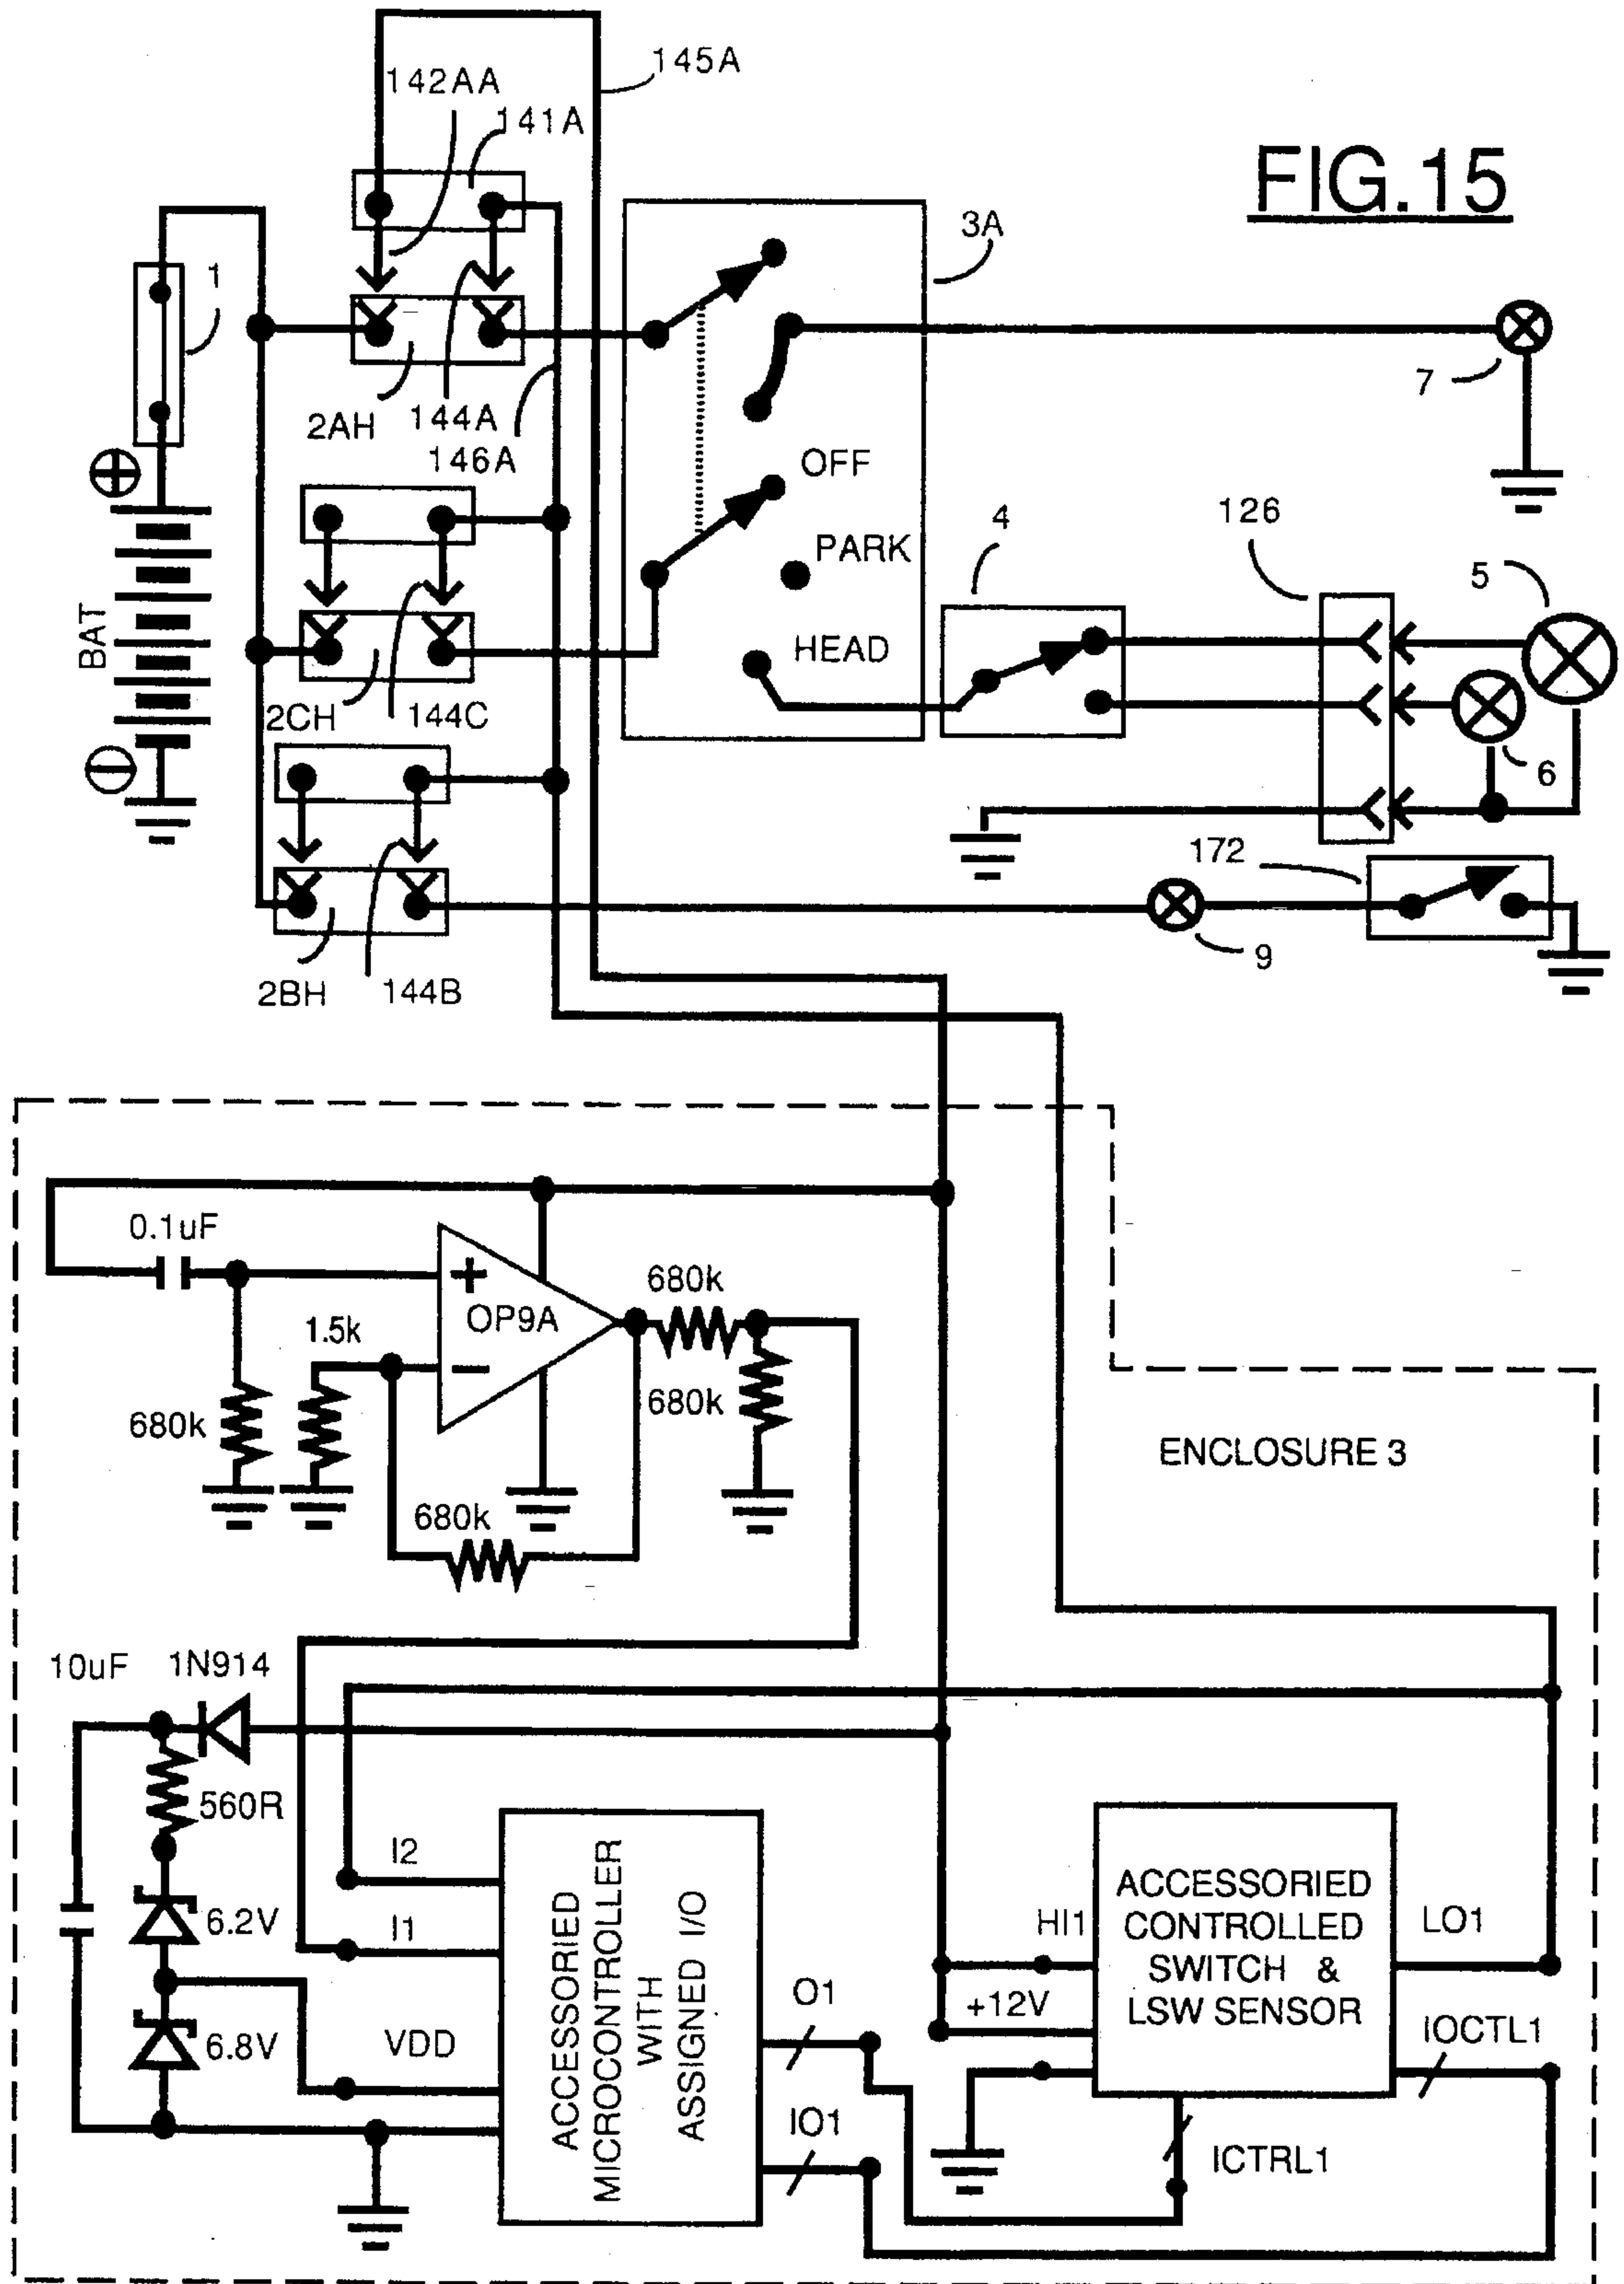 145A
142AA
141A
FIG.15
3A
1
7
2AH
144A
146A
OFF
4
126
PARK
5
BAT
HEAD
2CH
144C
6
172
9
2BH
144B
0.1uF
+
680k
OP9A
1.5k
−
680k
680k
ENCLOSURE 3
680k
10uF
1N914
560R
I2
ACCESSORIED
MICROCONTROLLER
WITH
ASSIGNED I/O
ACCESSORIED
CONTROLLED
SWITCH &
LSW SENSOR
6.2V
I1
HI1
LO1
O1
+12V
6.8V
VDD
IOCTL1
IO1
ICTRL1